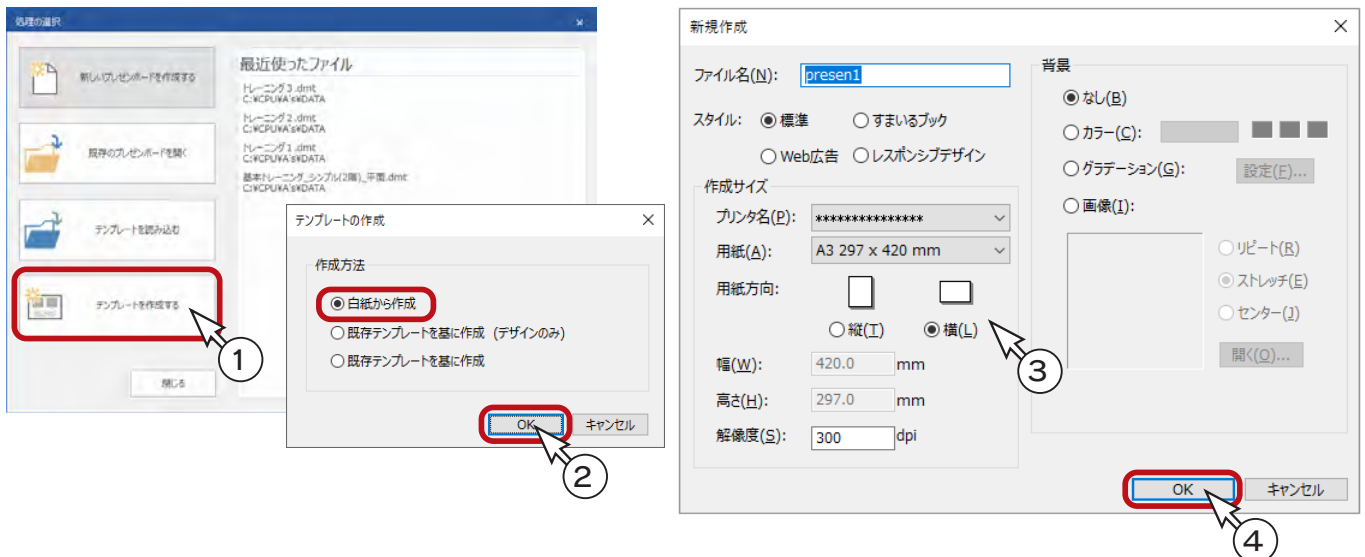 処理の選択
新しいプレゼンボードを作成する
既存のプレゼンボードを開く
テンプレートを読み込む
テンプレートを作成する
閉じる
最近使ったファイル
トレーニング3.dmt
C:¥CPU¥A's¥DATA
トレーニング2.dmt
C:¥CPU¥A's¥DATA
トレーニング1.dmt
C:¥CPU¥A's¥DATA
基本トレーニング_シンプル(2階)_平面.dmt
C:¥CPU¥A's¥DATA
1
テンプレートの作成
作成方法
白紙から作成
既存テンプレートを基に作成 (デザインのみ)
既存テンプレートを基に作成
OK キャンセル
2
新規作成
ファイル名(N): presen1
スタイル: 標準 すまいるブック
Web広告 レスポンシブデザイン
作成サイズ
プリンタ名(P): ***************
用紙(A): A3 297 x 420 mm
用紙方向:
縦(T) 横(L)
幅(W): 420.0 mm
高さ(H): 297.0 mm
解像度(S): 300 dpi
3
背景
なし(B)
カラー(C):
グラデーション(G): 設定(F)...
画像(I):
リピート(R)
ストレッチ(E)
センター(J)
開く(O)...
OK キャンセル
4